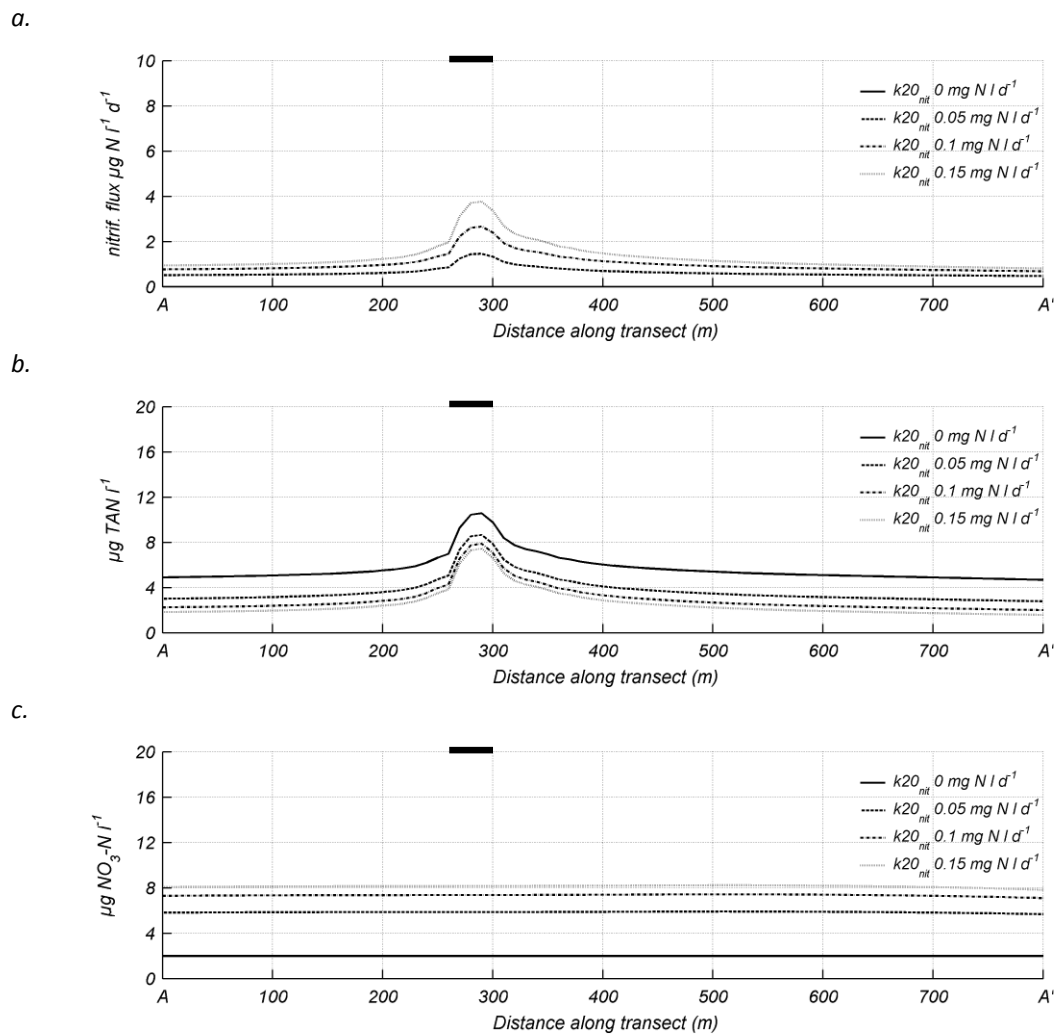 a.
10
8
6
4
2
0
nitrif. flux µg N l⁻¹ d⁻¹
k20nit 0 mg N l d⁻¹
k20nit 0.05 mg N l d⁻¹
k20nit 0.1 mg N l d⁻¹
k20nit 0.15 mg N l d⁻¹
A 100 200 300 400 500 600 700 A'
Distance along transect (m)
b.
20
16
12
8
4
0
µg TAN l⁻¹
k20nit 0 mg N l d⁻¹
k20nit 0.05 mg N l d⁻¹
k20nit 0.1 mg N l d⁻¹
k20nit 0.15 mg N l d⁻¹
A 100 200 300 400 500 600 700 A'
Distance along transect (m)
c.
20
16
12
8
4
0
µg NO₃-N l⁻¹
k20nit 0 mg N l d⁻¹
k20nit 0.05 mg N l d⁻¹
k20nit 0.1 mg N l d⁻¹
k20nit 0.15 mg N l d⁻¹
A 100 200 300 400 500 600 700 A'
Distance along transect (m)